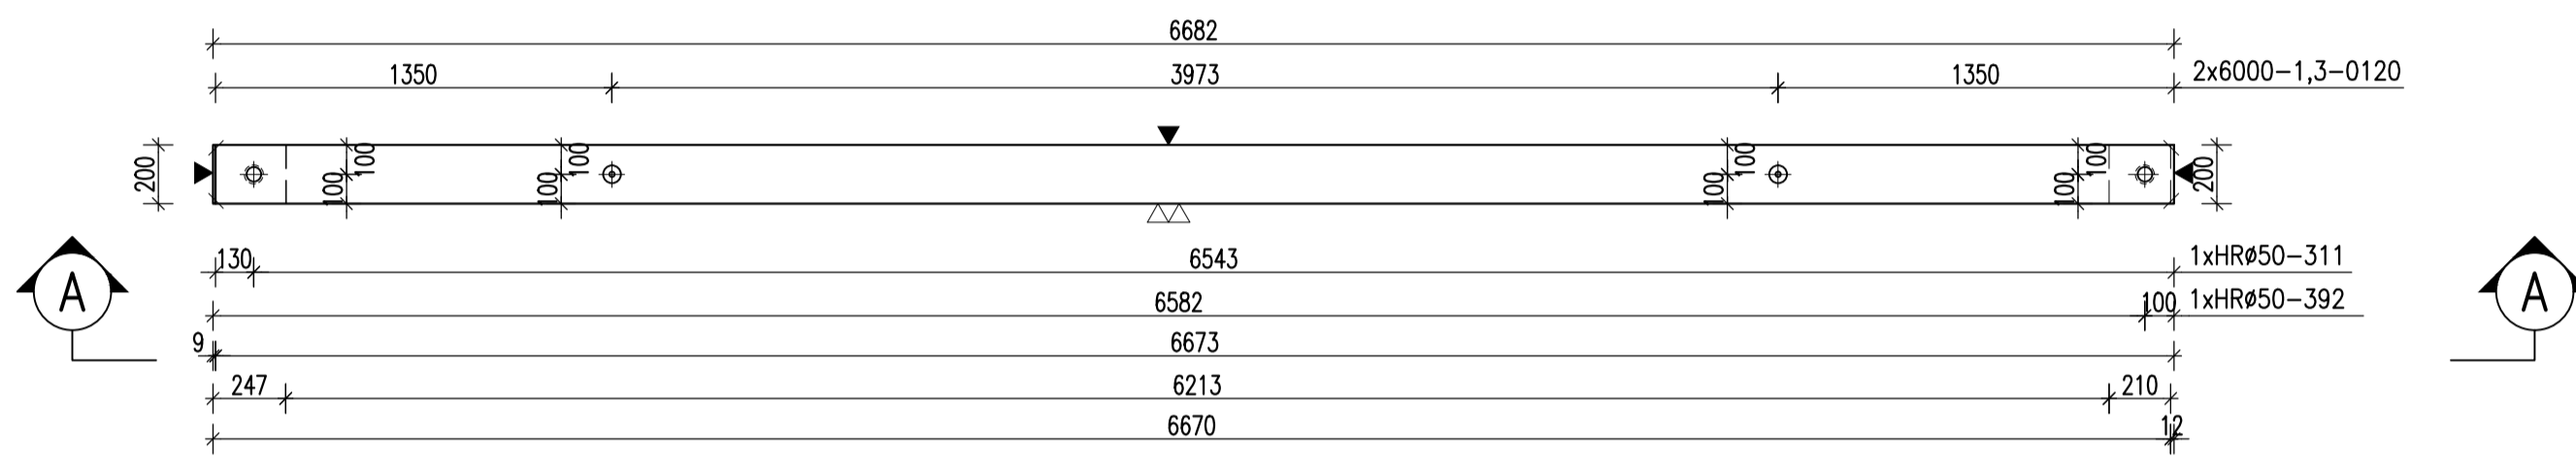 6682
1350 3973 1350 2x6000-1,3-0120
200 100 100 100 100 100 100 100 100 200
130 6543 1xHRø50-311
A 6582 100 1xHRø50-392 A
9 6673
247 6213 210
6670 12